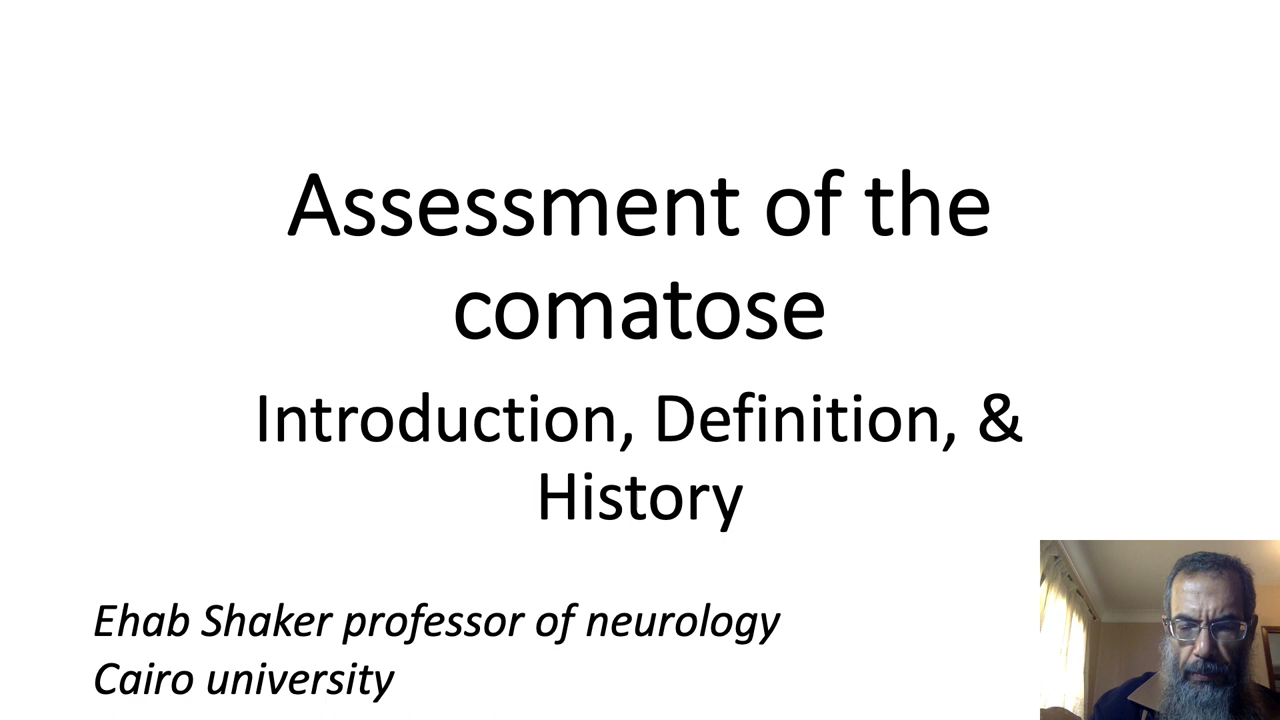 Assessment of the
comatose
Introduction, Definition, &
History
Ehab Shaker professor of neurology
Cairo university